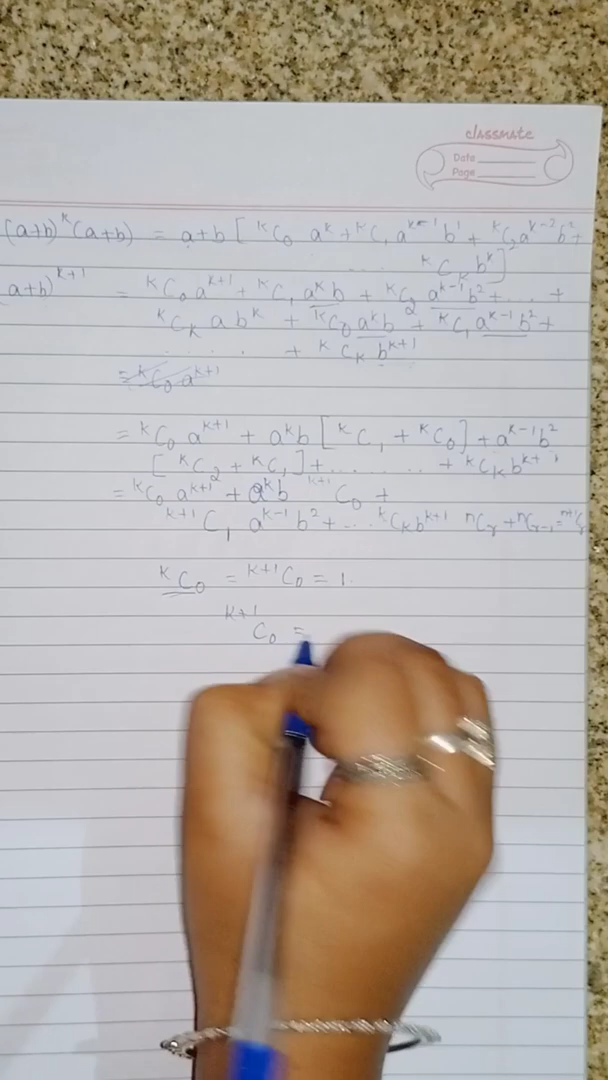 classmate
Date
Page
(a+b)^k (a+b) = a+b [ ^kC_0 a^k + ^kC_1 a^{k-1} b^1 + ^kC_2 a^{k-2} b^2 +
..... ^kC_k b^k ]
a+b)^{k+1} = ^kC_0 a^{k+1} + ^kC_1 a^k b + ^kC_2 a^{k-1} b^2 + .... +
^kC_k a b^k + ^kC_0 a^k b + ^kC_1 a^{k-1} b^2 +
..... + ^kC_k b^{k+1}
= ^kC_0 a^{k+1}
= ^kC_0 a^{k+1} + a^k b [ ^kC_1 + ^kC_0 ] + a^{k-1} b^2
[ ^kC_2 + ^kC_1 ] + ........ + ^kC_k b^{k+1}
= ^kC_0 a^{k+1} + a^k b ^{k+1}C_0 +
^{k+1}C_1 a^{k-1} b^2 + ... ^kC_k b^{k+1} ^nC_r + ^nC_{r-1} = ^{n+1}C_r
^kC_0 = ^{k+1}C_0 = 1.
^{k+1}C_0 =